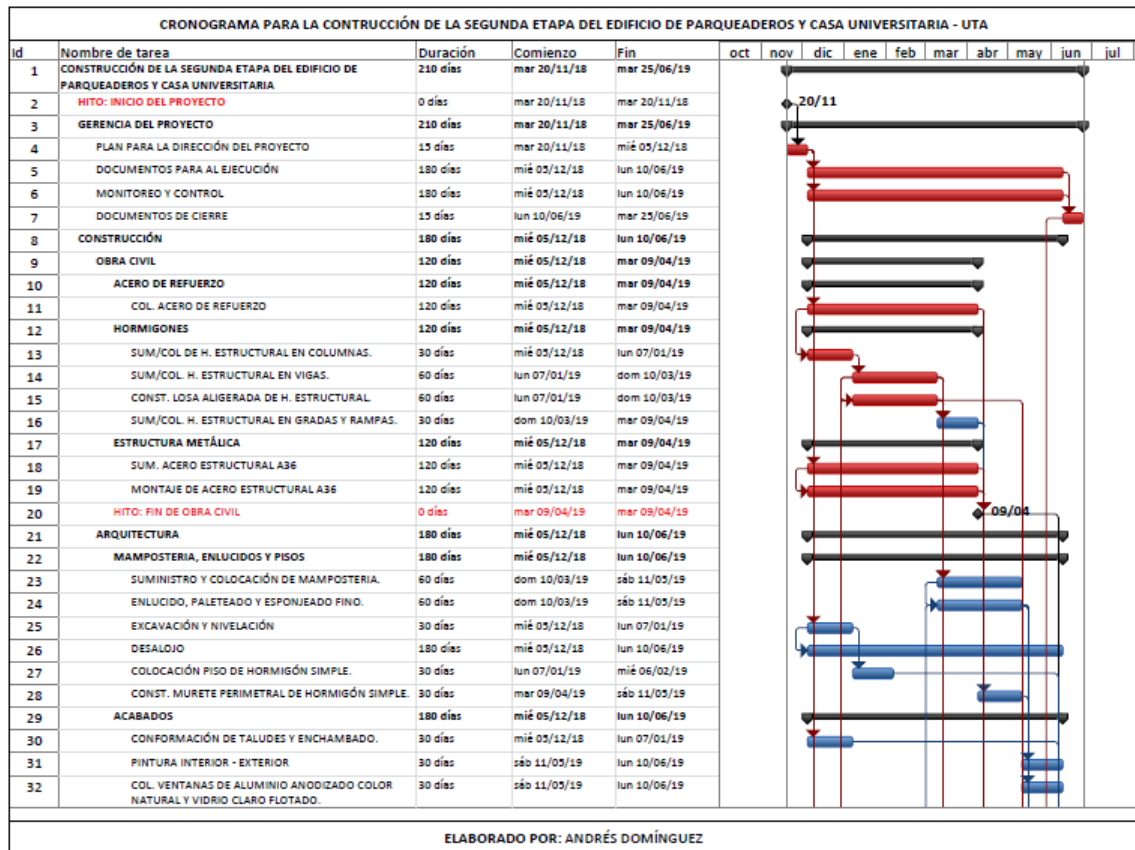 CRONOGRAMA PARA LA CONTRUCCIÓN DE LA SEGUNDA ETAPA DEL EDIFICIO DE PARQUEADEROS Y CASA UNIVERSITARIA - UTA
Id Nombre de tarea Duración Comienzo Fin oct nov dic ene feb mar abr may jun jul
1 CONSTRUCCIÓN DE LA SEGUNDA ETAPA DEL EDIFICIO DE 210 días mar 20/11/18 mar 25/06/19
PARQUEADEROS Y CASA UNIVERSITARIA
2 HITO: INICIO DEL PROYECTO 0 días mar 20/11/18 mar 20/11/18 20/11
3 GERENCIA DEL PROYECTO 210 días mar 20/11/18 mar 25/06/19
4 PLAN PARA LA DIRECCIÓN DEL PROYECTO 15 días mar 20/11/18 mié 05/12/18
5 DOCUMENTOS PARA AL EJECUCIÓN 180 días mié 05/12/18 lun 10/06/19
6 MONITOREO Y CONTROL 180 días mié 05/12/18 lun 10/06/19
7 DOCUMENTOS DE CIERRE 15 días lun 10/06/19 mar 25/06/19
8 CONSTRUCCIÓN 180 días mié 05/12/18 lun 10/06/19
9 OBRA CIVIL 120 días mié 05/12/18 mar 09/04/19
10 ACERO DE REFUERZO 120 días mié 05/12/18 mar 09/04/19
11 COL. ACERO DE REFUERZO 120 días mié 05/12/18 mar 09/04/19
12 HORMIGONES 120 días mié 05/12/18 mar 09/04/19
13 SUM/COL DE H. ESTRUCTURAL EN COLUMNAS. 30 días mié 05/12/18 lun 07/01/19
14 SUM/COL. H. ESTRUCTURAL EN VIGAS. 60 días lun 07/01/19 dom 10/03/19
15 CONST. LOSA ALIGERADA DE H. ESTRUCTURAL. 60 días lun 07/01/19 dom 10/03/19
16 SUM/COL. H. ESTRUCTURAL EN GRADAS Y RAMPAS. 30 días dom 10/03/19 mar 09/04/19
17 ESTRUCTURA METÁLICA 120 días mié 05/12/18 mar 09/04/19
18 SUM. ACERO ESTRUCTURAL A36 120 días mié 05/12/18 mar 09/04/19
19 MONTAJE DE ACERO ESTRUCTURAL A36 120 días mié 05/12/18 mar 09/04/19
20 HITO: FIN DE OBRA CIVIL 0 días mar 09/04/19 mar 09/04/19 09/04
21 ARQUITECTURA 180 días mié 05/12/18 lun 10/06/19
22 MAMPOSTERIA, ENLUCIDOS Y PISOS 180 días mié 05/12/18 lun 10/06/19
23 SUMINISTRO Y COLOCACIÓN DE MAMPOSTERIA. 60 días dom 10/03/19 sáb 11/05/19
24 ENLUCIDO, PALETEADO Y ESPONJEADO FINO. 60 días dom 10/03/19 sáb 11/05/19
25 EXCAVACIÓN Y NIVELACIÓN 30 días mié 05/12/18 lun 07/01/19
26 DESALOJO 180 días mié 05/12/18 lun 10/06/19
27 COLOCACIÓN PISO DE HORMIGÓN SIMPLE. 30 días lun 07/01/19 mié 06/02/19
28 CONST. MURETE PERIMETRAL DE HORMIGÓN SIMPLE. 30 días mar 09/04/19 sáb 11/05/19
29 ACABADOS 180 días mié 05/12/18 lun 10/06/19
30 CONFORMACIÓN DE TALUDES Y ENCHAMBADO. 30 días mié 05/12/18 lun 07/01/19
31 PINTURA INTERIOR - EXTERIOR 30 días sáb 11/05/19 lun 10/06/19
32 COL. VENTANAS DE ALUMINIO ANODIZADO COLOR 30 días sáb 11/05/19 lun 10/06/19
NATURAL Y VIDRIO CLARO FLOTADO.
ELABORADO POR: ANDRÉS DOMÍNGUEZ